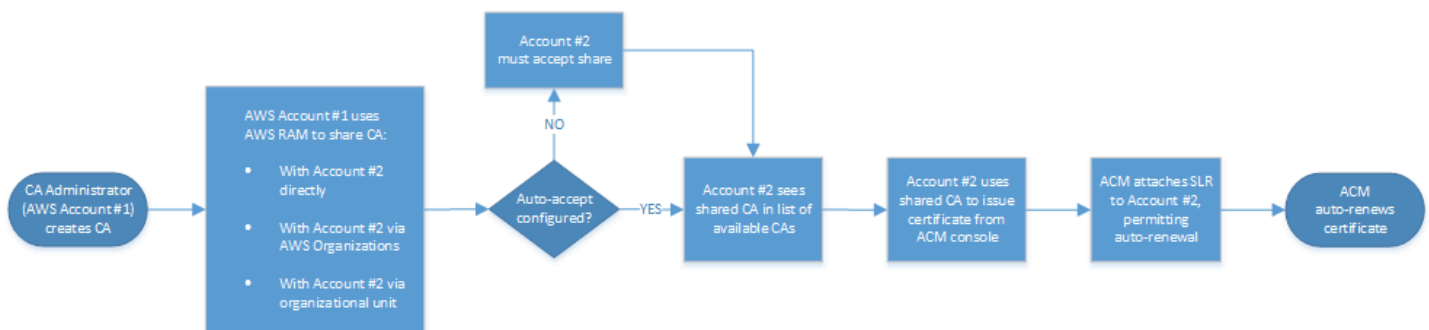 CA Administrator
(AWS Account #1)
creates CA
AWS Account #1 uses
AWS RAM to share CA:
• With Account #2
directly
• With Account #2 via
AWS Organizations
• With Account #2 via
organizational unit
Auto-accept
configured?
NO
Account #2
must accept share
YES
Account #2 sees
shared CA in list of
available CAs
Account #2 uses
shared CA to issue
certificate from
ACM console
ACM attaches SLR
to Account #2,
permitting
auto-renewal
ACM
auto-renews
certificate